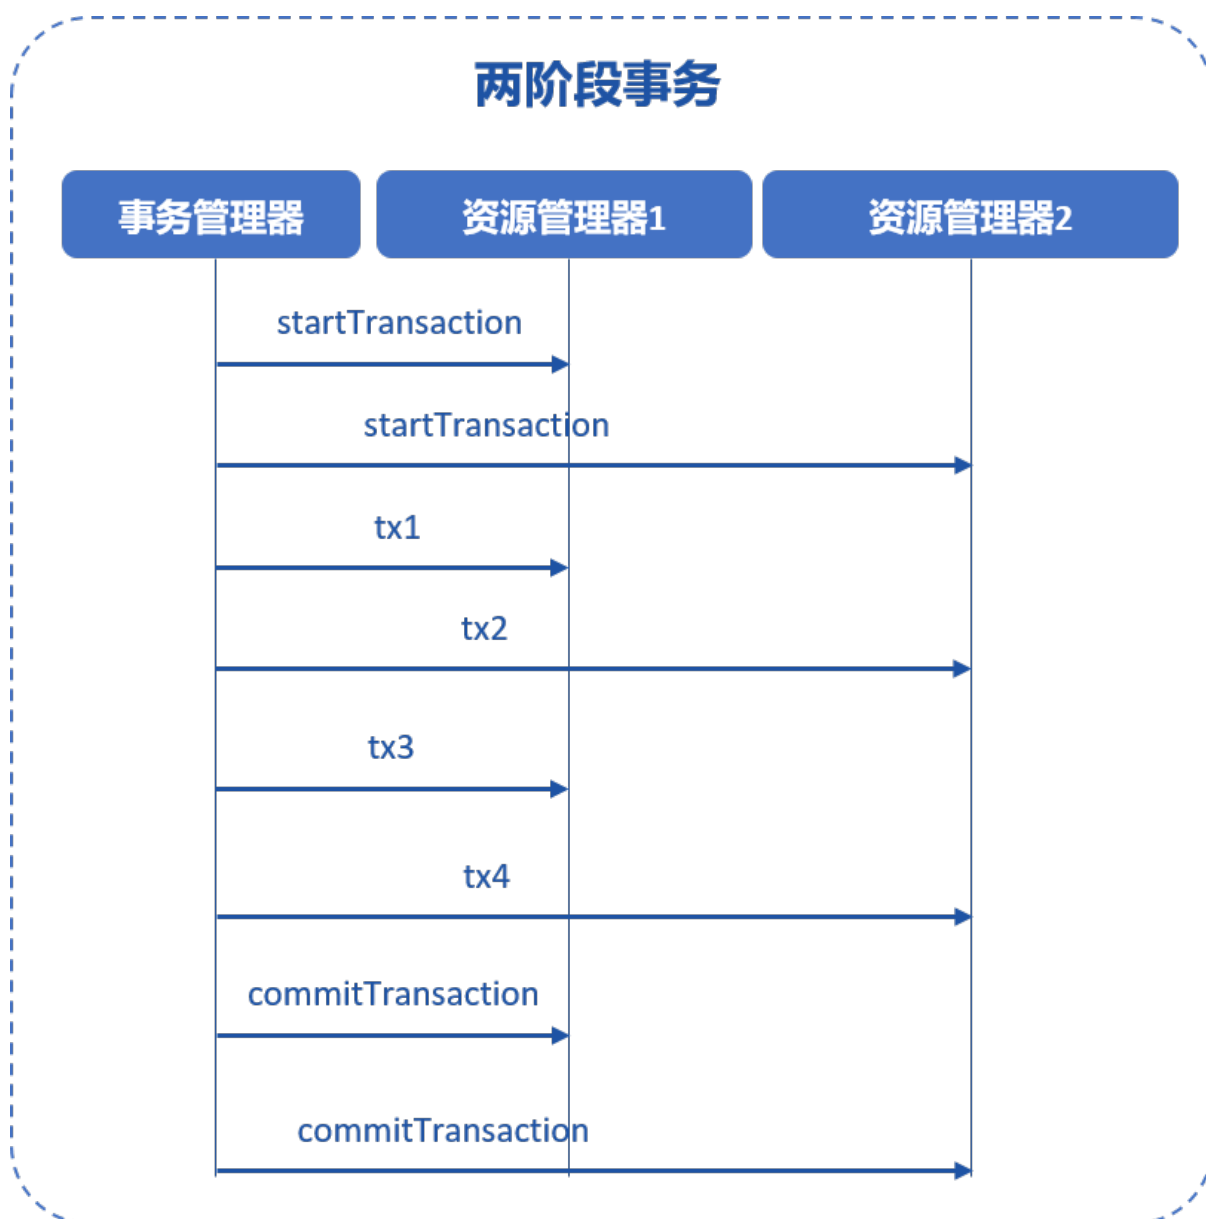 两阶段事务
事务管理器
资源管理器1
资源管理器2
startTransaction
startTransaction
tx1
tx2
tx3
tx4
commitTransaction
commitTransaction